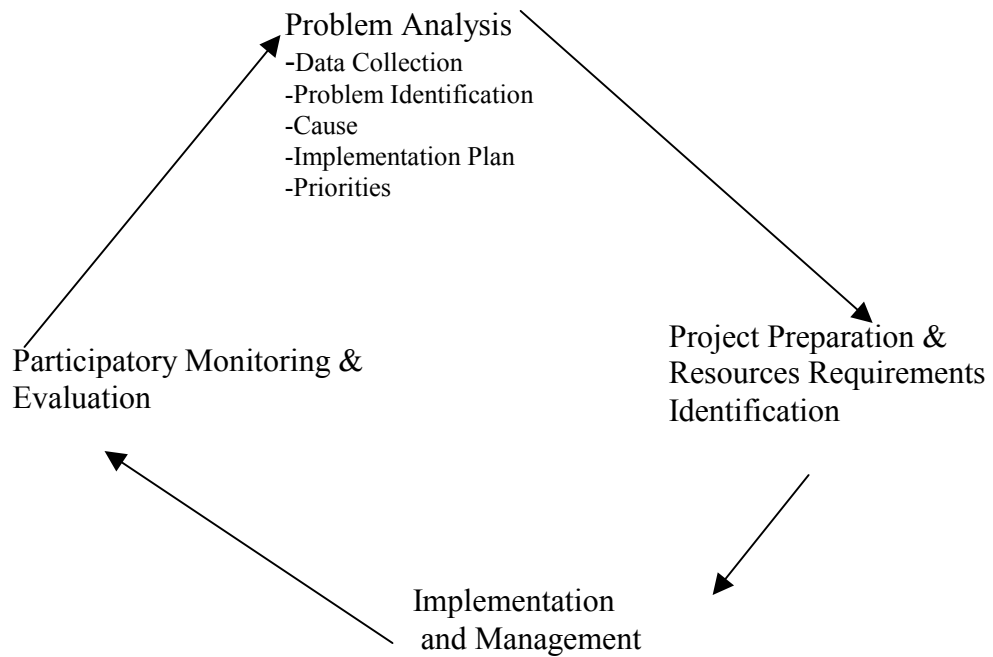 Problem Analysis
-Data Collection
-Problem Identification
-Cause
-Implementation Plan
-Priorities
Project Preparation &
Resources Requirements
Identification
Implementation
and Management
Participatory Monitoring &
Evaluation